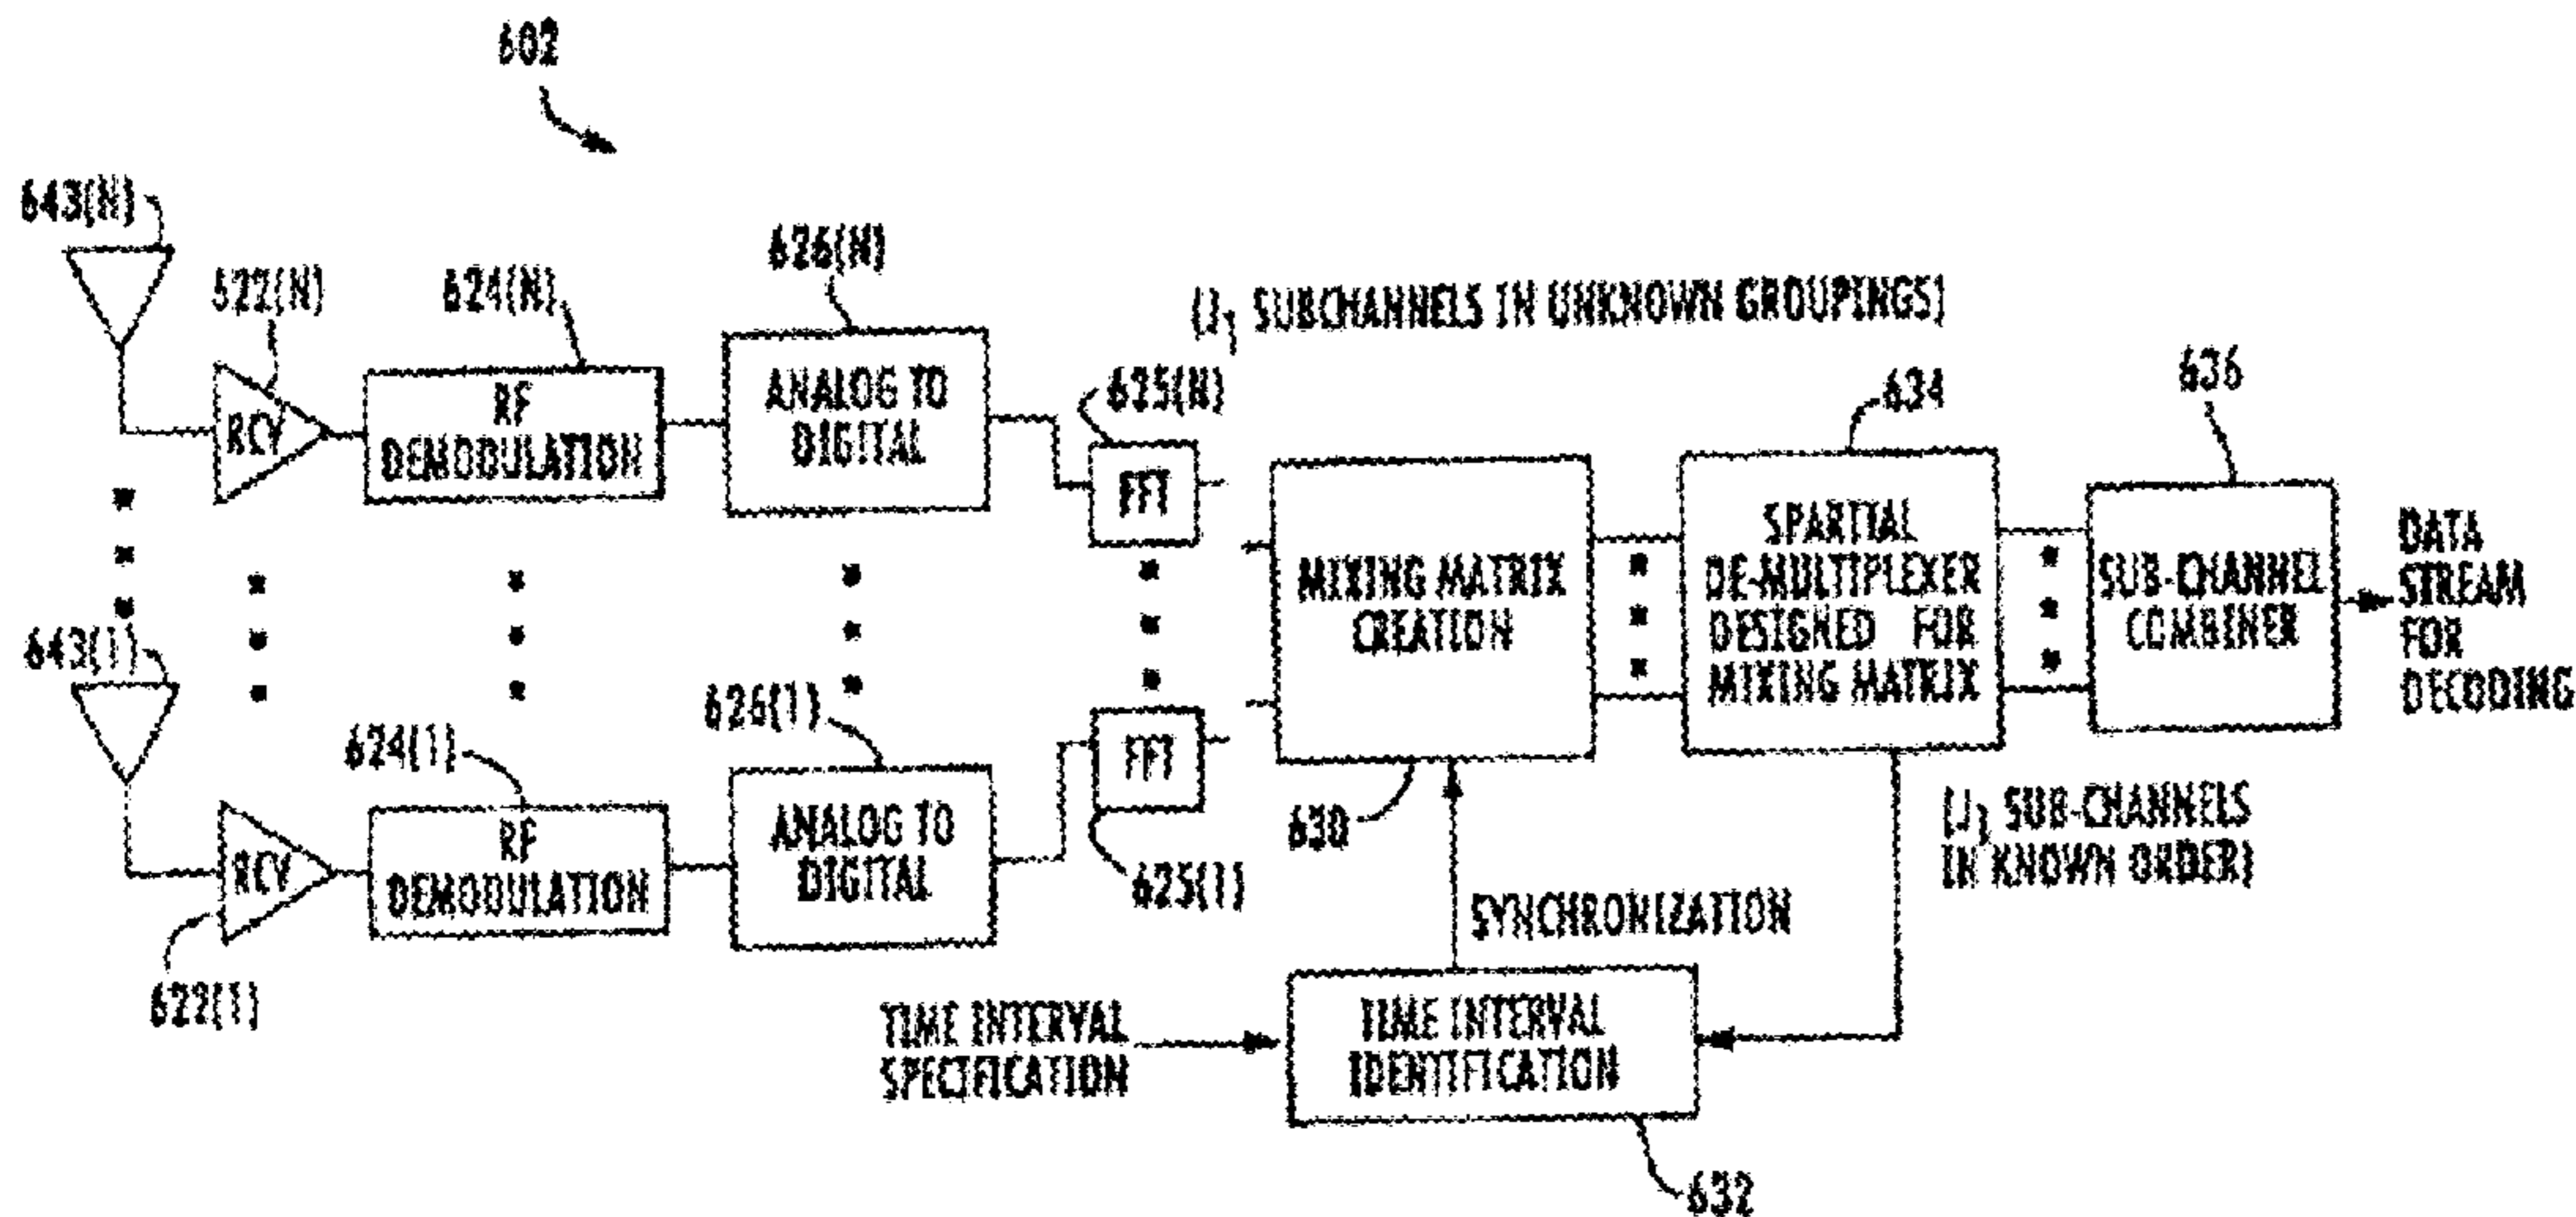 602
643(N)
622(N)
624(N)
626(N)
(J₁ SUBCHANNELS IN UNKNOWN GROUPINGS)
625(N)
634
636
RCV
RF
DEMODULATION
ANALOG TO
DIGITAL
FFT
MIXING MATRIX
CREATION
SPARTIAL
DE-MULTIPLEXER
DESIGNED FOR
MIXING MATRIX
SUB-CHANNEL
COMBINER
DATA
STREAM
FOR
DECODING
643(1)
624(1)
626(1)
RCV
RF
DEMODULATION
ANALOG TO
DIGITAL
FFT
625(1)
630
(J₁ SUB-CHANNELS
IN KNOWN ORDER)
SYNCHRONIZATION
622(1)
TIME INTERVAL
SPECIFICATION
TIME INTERVAL
IDENTIFICATION
632